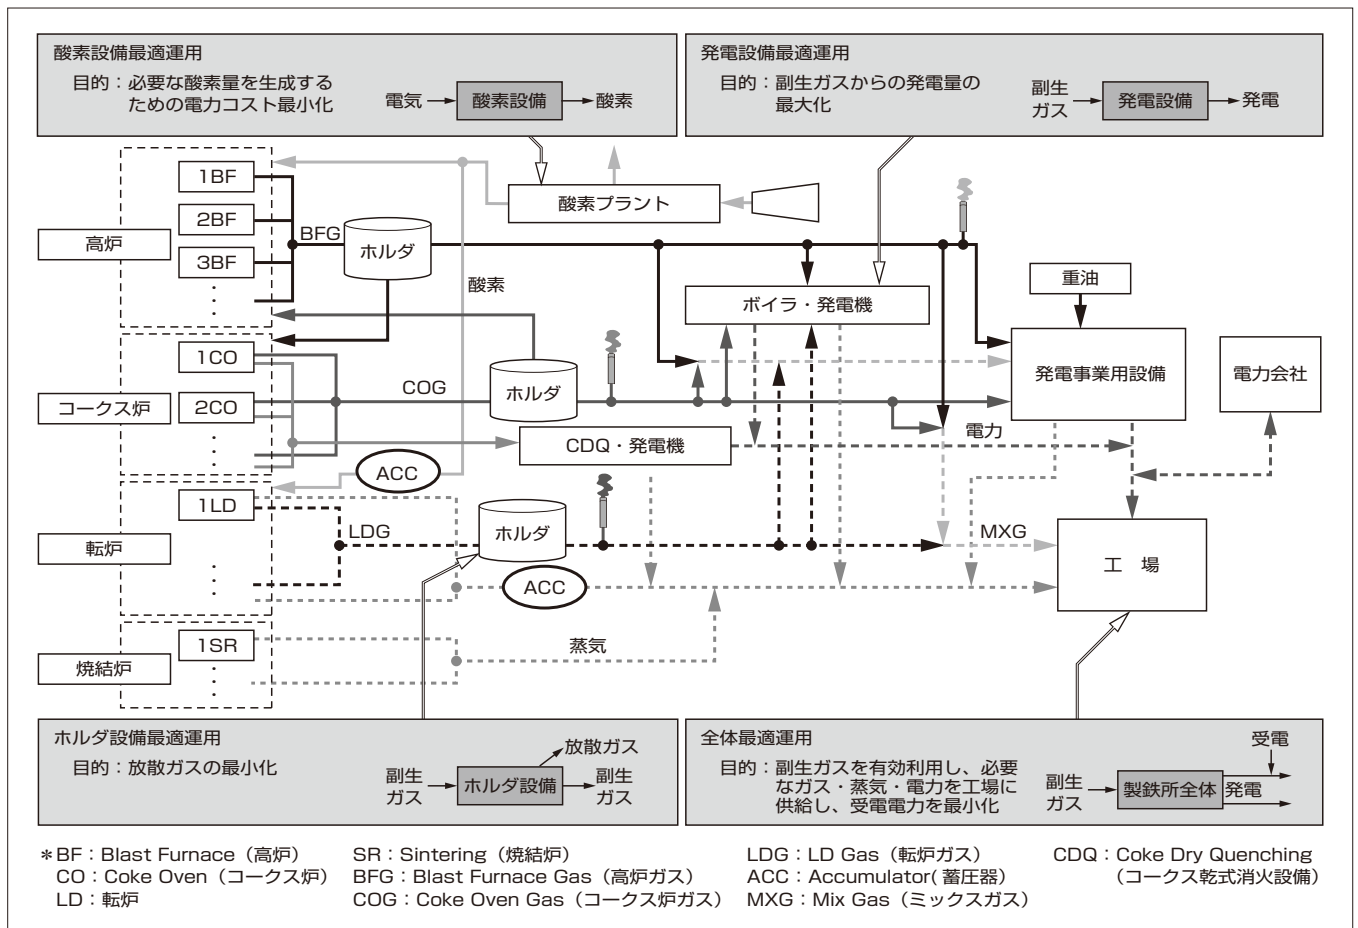 酸素設備最適運用
目的：必要な酸素量を生成する
ための電力コスト最小化
電気
酸素設備
酸素
発電設備最適運用
目的：副生ガスからの発電量の
最大化
副生
ガス
発電設備
発電
1BF
2BF
3BF
高炉
BFG
ホルダ
酸素
酸素プラント
ボイラ・発電機
重油
1CO
2CO
コークス炉
COG
ホルダ
発電事業用設備
電力会社
CDQ・発電機
電力
ACC
1LD
転炉
LDG
ホルダ
MXG
工場
ACC
1SR
焼結炉
蒸気
ホルダ設備最適運用
目的：放散ガスの最小化
副生
ガス
ホルダ設備
放散ガス
副生
ガス
全体最適運用
目的：副生ガスを有効利用し、必要
なガス・蒸気・電力を工場に
供給し、受電電力を最小化
副生
ガス
製鉄所全体
受電
発電
＊BF：Blast Furnace（高炉）
CO：Coke Oven（コークス炉）
LD：転炉
SR：Sintering（焼結炉）
BFG：Blast Furnace Gas（高炉ガス）
COG：Coke Oven Gas（コークス炉ガス）
LDG：LD Gas（転炉ガス）
ACC：Accumulator(蓄圧器）
MXG：Mix Gas（ミックスガス）
CDQ：Coke Dry Quenching
（コークス乾式消火設備）